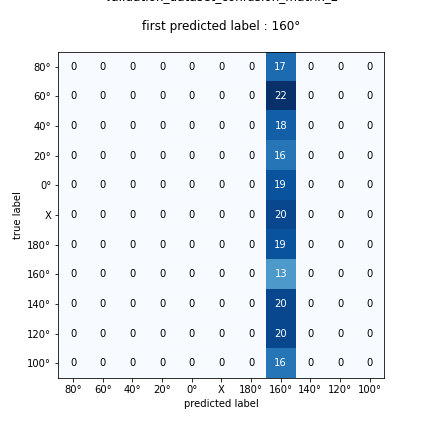 validation_dataset_confusion_matrix_2
first predicted label : 160°
80° 0 0 0 0 0 0 0 17 0 0 0
60° 0 0 0 0 0 0 0 22 0 0 0
40° 0 0 0 0 0 0 0 18 0 0 0
20° 0 0 0 0 0 0 0 16 0 0 0
0° 0 0 0 0 0 0 0 19 0 0 0
X 0 0 0 0 0 0 0 20 0 0 0
180° 0 0 0 0 0 0 0 19 0 0 0
160° 0 0 0 0 0 0 0 13 0 0 0
140° 0 0 0 0 0 0 0 20 0 0 0
120° 0 0 0 0 0 0 0 20 0 0 0
100° 0 0 0 0 0 0 0 16 0 0 0
true label
80° 60° 40° 20° 0° X 180° 160° 140° 120° 100°
predicted label